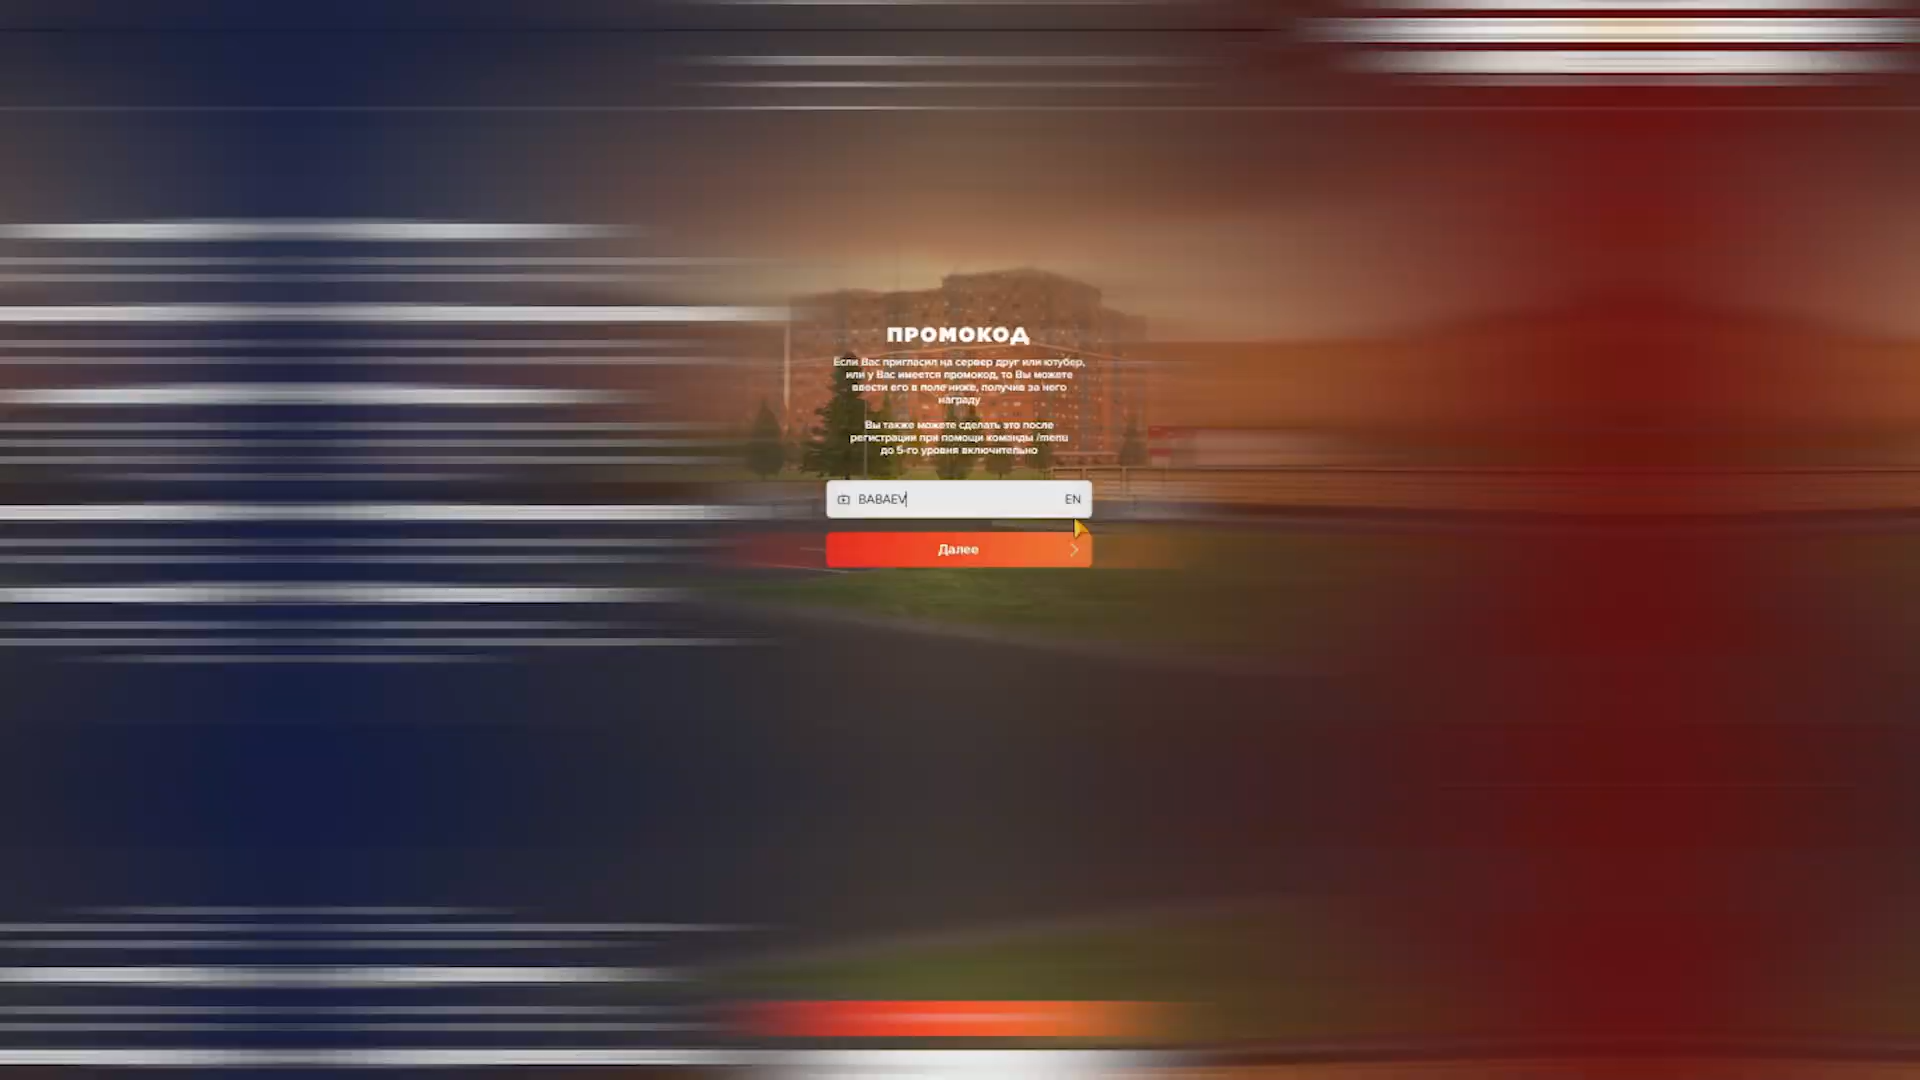 ПРОМОКОД
Если Вас пригласил на сервер друг или ютубер,
или у Вас имеется промокод, то Вы можете
ввести его в поле ниже, получив за него
награду
Вы также можете сделать это после
регистрации при помощи команды /menu
до 5-го уровня включительно
BABAEV EN
Далее